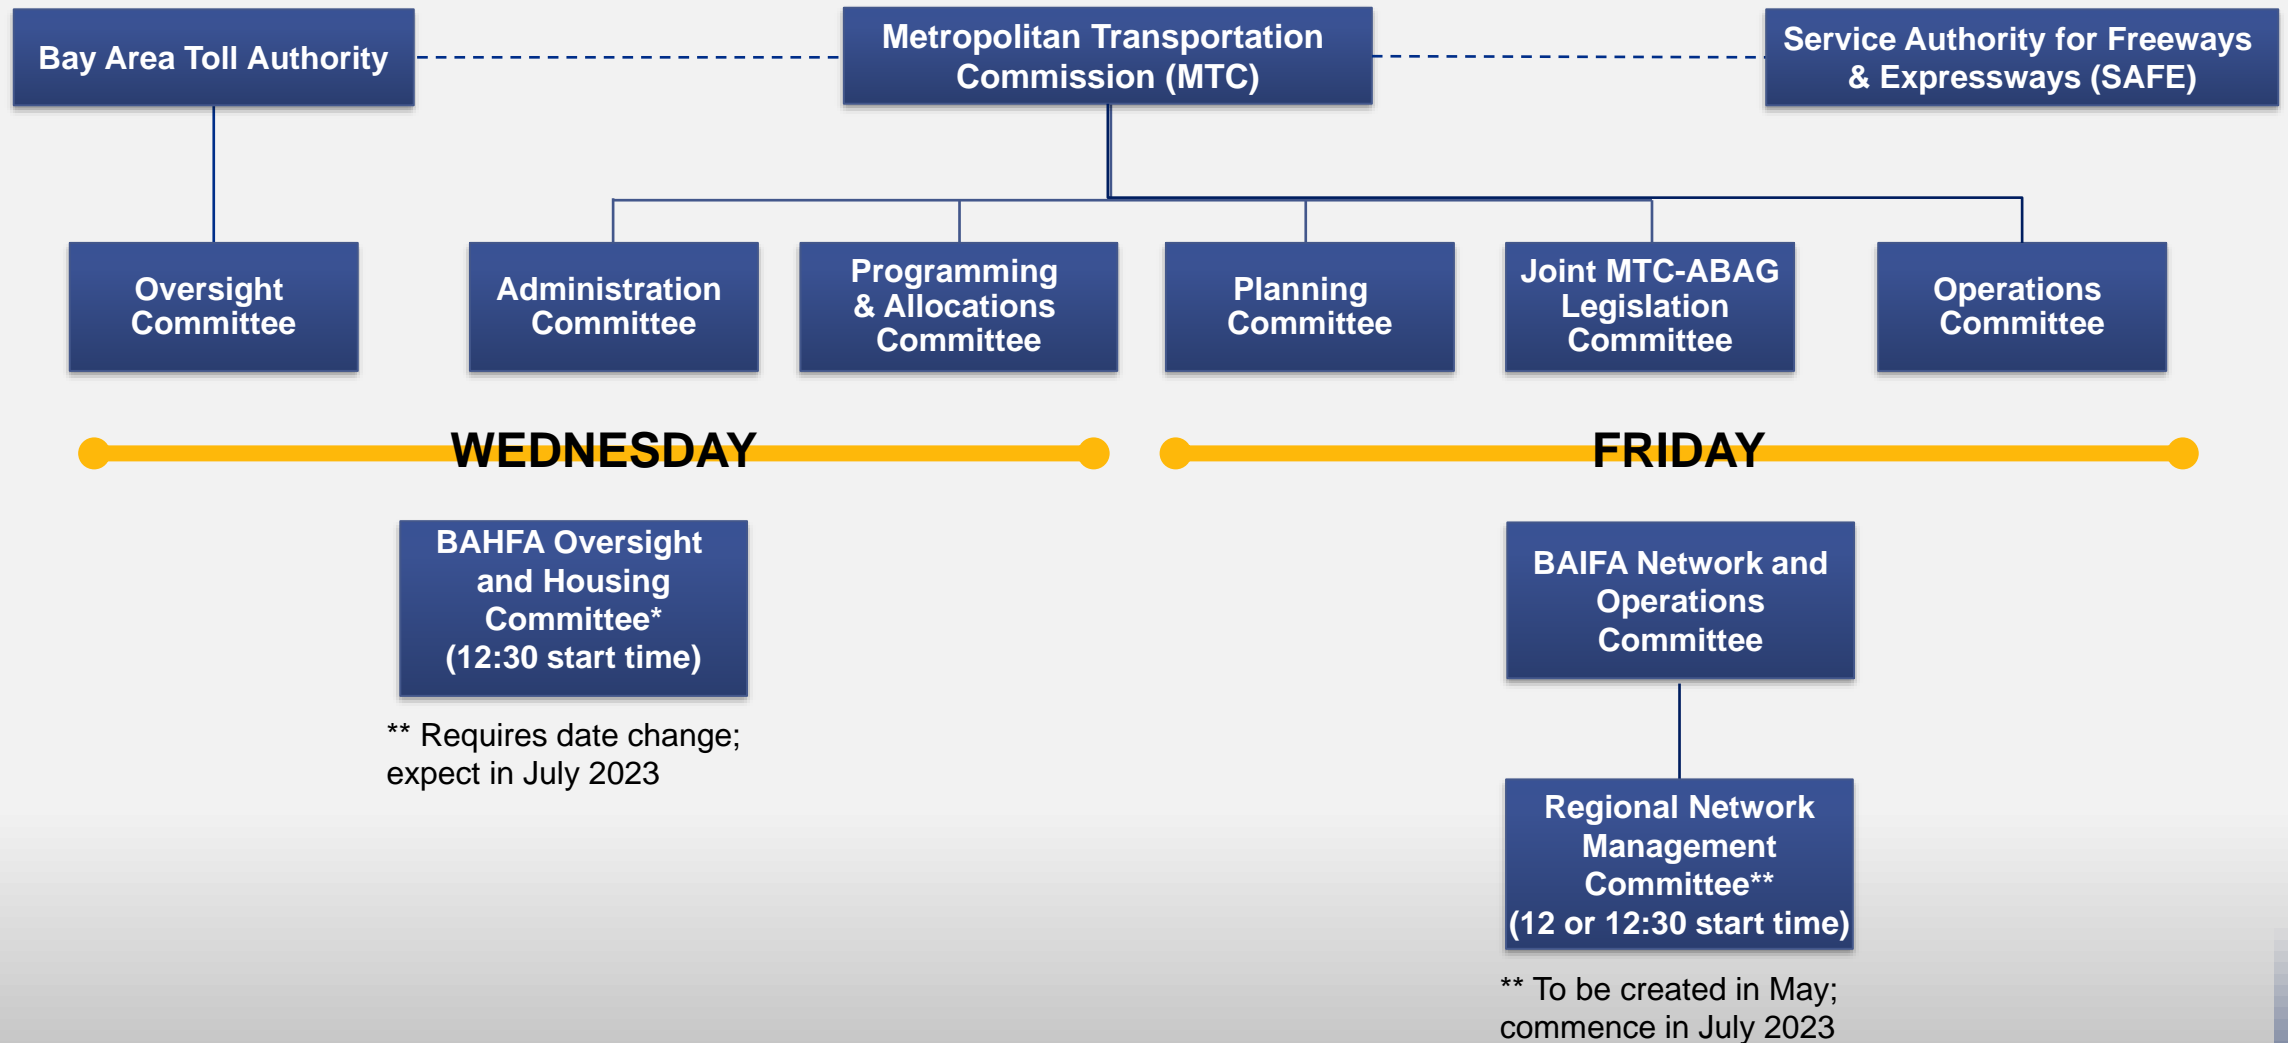 Bay Area Toll Authority
Metropolitan Transportation
Commission (MTC)
Service Authority for Freeways
& Expressways (SAFE)
Oversight
Committee
Administration
Committee
Programming
& Allocations
Committee
Planning
Committee
Joint MTC-ABAG
Legislation
Committee
Operations
Committee
WEDNESDAY
FRIDAY
BAHFA Oversight
and Housing
Committee*
(12:30 start time)
** Requires date change;
expect in July 2023
BAIFA Network and
Operations
Committee
Regional Network
Management
Committee**
(12 or 12:30 start time)
** To be created in May;
commence in July 2023